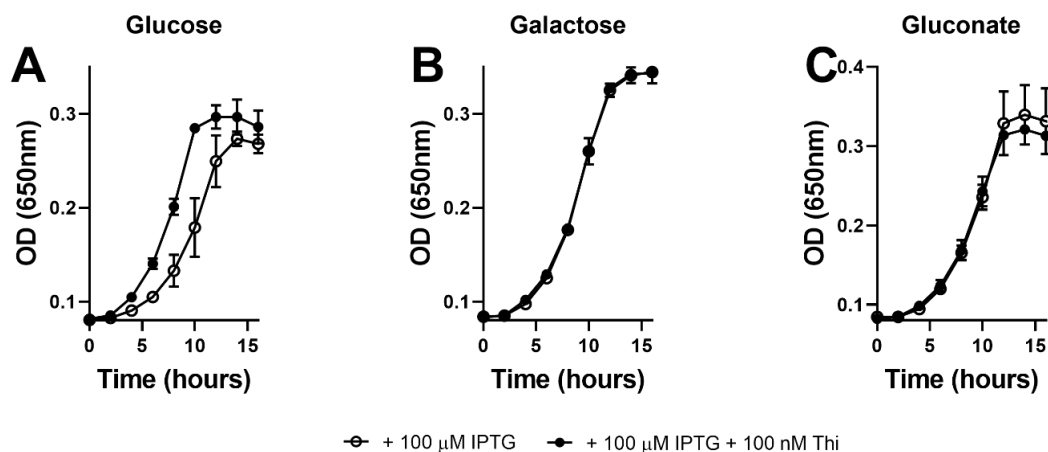 Glucose
Galactose
Gluconate
A
B
C
OD (650nm)
0.3
0.2
0.1
0
5
10
15
Time (hours)
OD (650nm)
0.3
0.2
0.1
0
5
10
15
Time (hours)
OD (650nm)
0.4
0.3
0.2
0.1
0
5
10
15
Time (hours)
+ 100 μM IPTG
+ 100 μM IPTG + 100 nM Thi